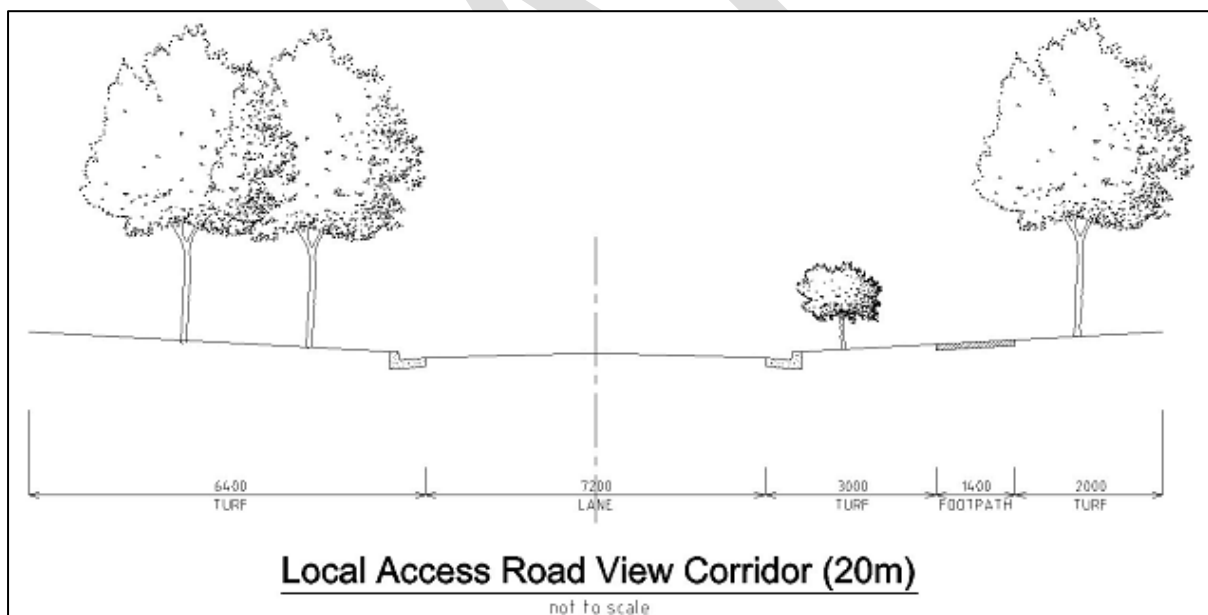 6400 7200 3000 1400 2000
TURF LANE TURF FOOTPATH TURF
Local Access Road View Corridor (20m)
not to scale